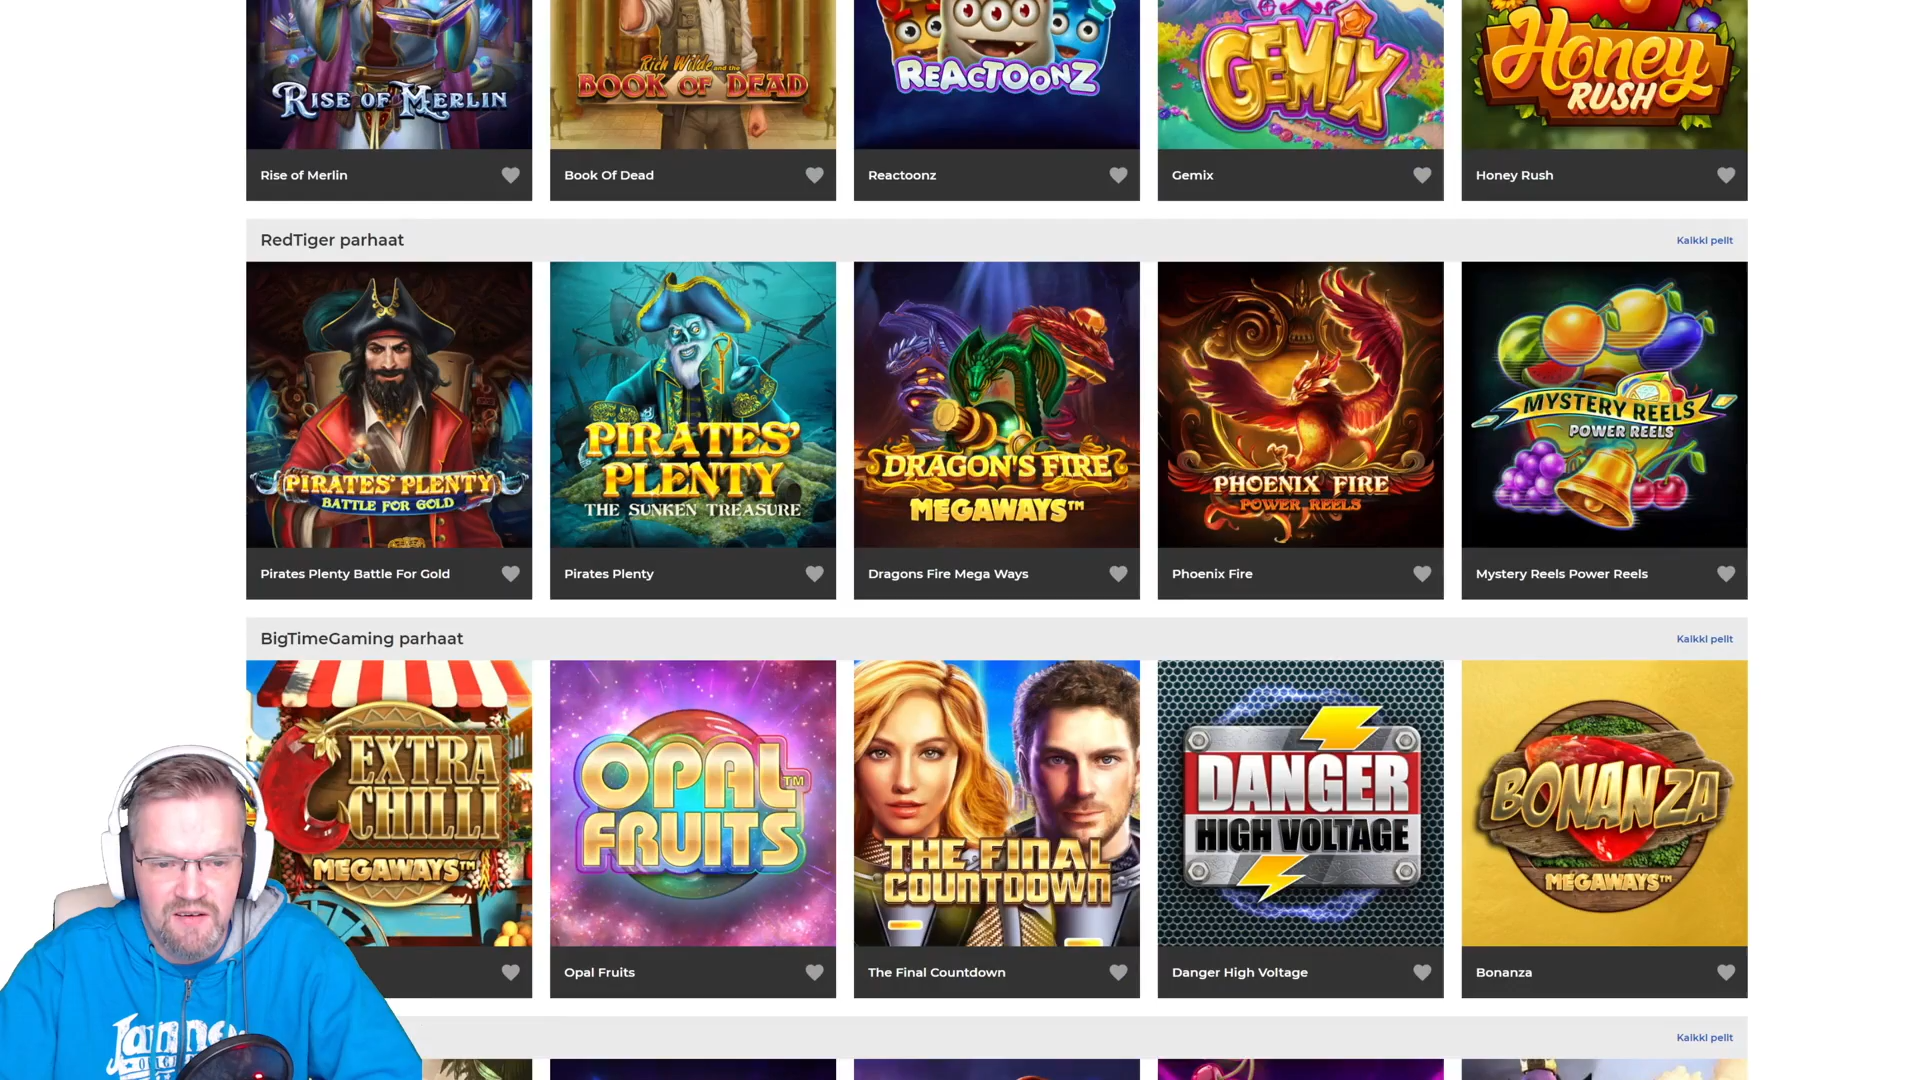 RISE OF MERLIN
Rich Wilde and the
BOOK OF DEAD
REACTOONZ
GEMIX
Honey
RUSH
Rise of Merlin
Book Of Dead
Reactoonz
Gemix
Honey Rush
RedTiger parhaat
Kaikki pelit
PIRATES' PLENTY
BATTLE FOR GOLD
PIRATES'
PLENTY
THE SUNKEN TREASURE
DRAGON'S FIRE
MEGAWAYS™
PHOENIX FIRE
POWER REELS
MYSTERY REELS
POWER REELS
Pirates Plenty Battle For Gold
Pirates Plenty
Dragons Fire Mega Ways
Phoenix Fire
Mystery Reels Power Reels
BigTimeGaming parhaat
Kaikki pelit
EXTRA
CHILLI
MEGAWAYS™
OPAL™
FRUITS
THE FINAL
COUNTDOWN
DANGER
HIGH VOLTAGE
BONANZA
MEGAWAYS™
Opal Fruits
The Final Countdown
Danger High Voltage
Bonanza
Kaikki pelit